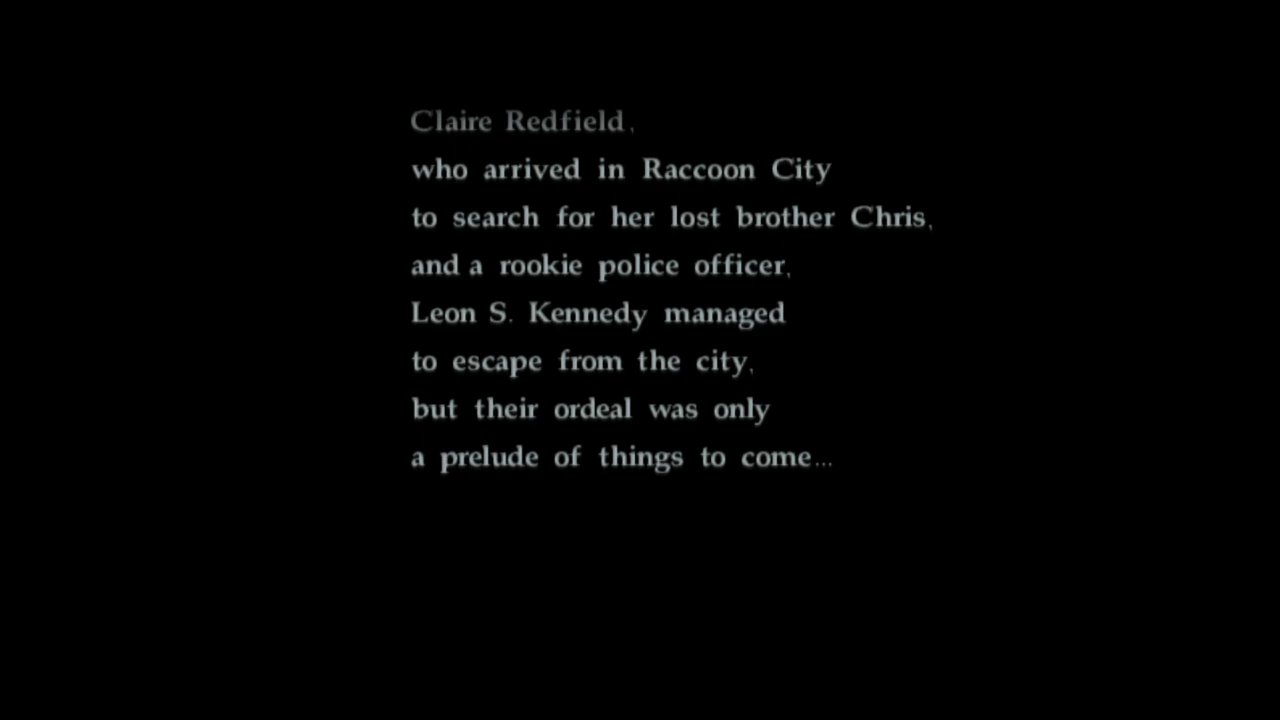 Claire Redfield,
who arrived in Raccoon City
to search for her lost brother Chris,
and a rookie police officer,
Leon S. Kennedy managed
to escape from the city,
but their ordeal was only
a prelude of things to come...